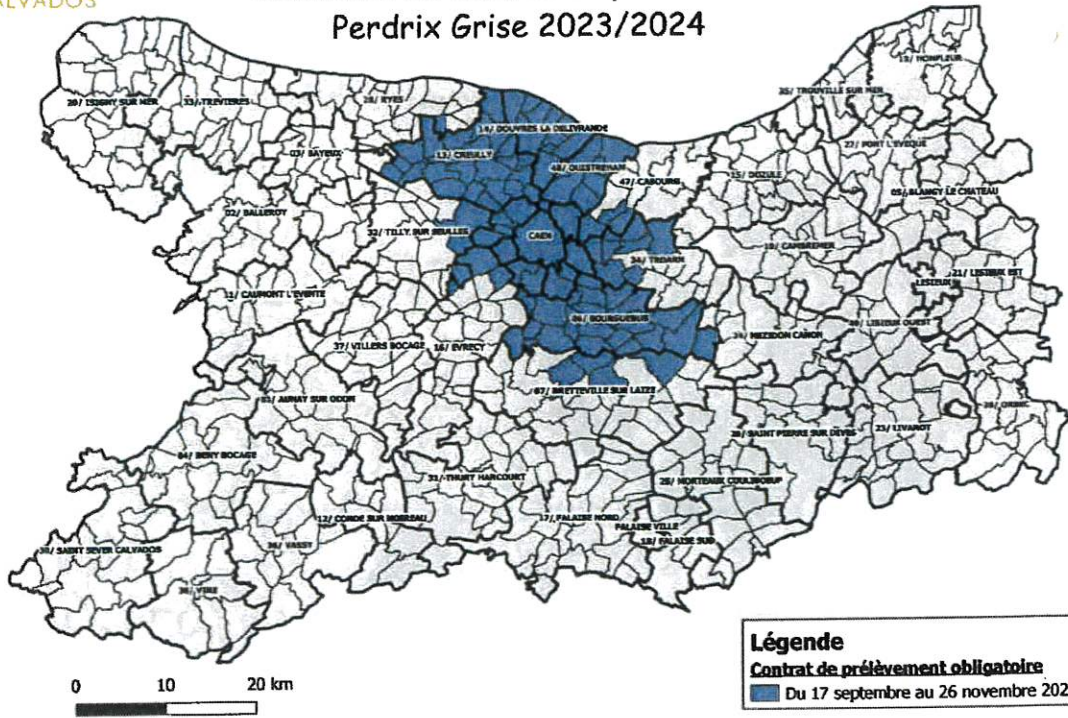 Perdrix Grise 2023/2024
19/ HONFLEUR
35/ TROUVILLE SUR MER
20/ ISIGNY SUR MER
33/ TREVIERES
28/ RYES
14/ DOUVRES LA DELIVRANDE
27/ PONT L'EVEQUE
03/ BAYEUX
13/ CREULLY
48/ OUISTREHAM
47/ CABOURG
15/ DOZULE
05/ BLANGY LE CHATEAU
02/ BALLEROY
32/ TILLY SUR SEULLES
CAEN
10/ CAMBREMER
34/ TROARN
21/ LISIEUX EST
LISIEUX
11/ CAUMONT L'EVENTE
06/ BOURGUEBUS
40/ LISIEUX OUEST
37/ VILLERS BOCAGE
16/ EVRECY
24/ MEZIDON CANON
07/ BRETTEVILLE SUR LAIZE
01/ AUNAY SUR ODON
26/ ORBEC
29/ SAINT PIERRE SUR DIVES
23/ LIVAROT
04/ BENY BOCAGE
31/ THURY HARCOURT
25/ MORTEAUX COULIBOEUF
12/ CONDE SUR NOIREAU
17/ FALAISE NORD
FALAISE VILLE
18/ FALAISE SUD
30/ SAINT SEVER CALVADOS
36/ VASSY
38/ VIRE
Légende
Contrat de prélèvement obligatoire
Du 17 septembre au 26 novembre 202
0 10 20 km